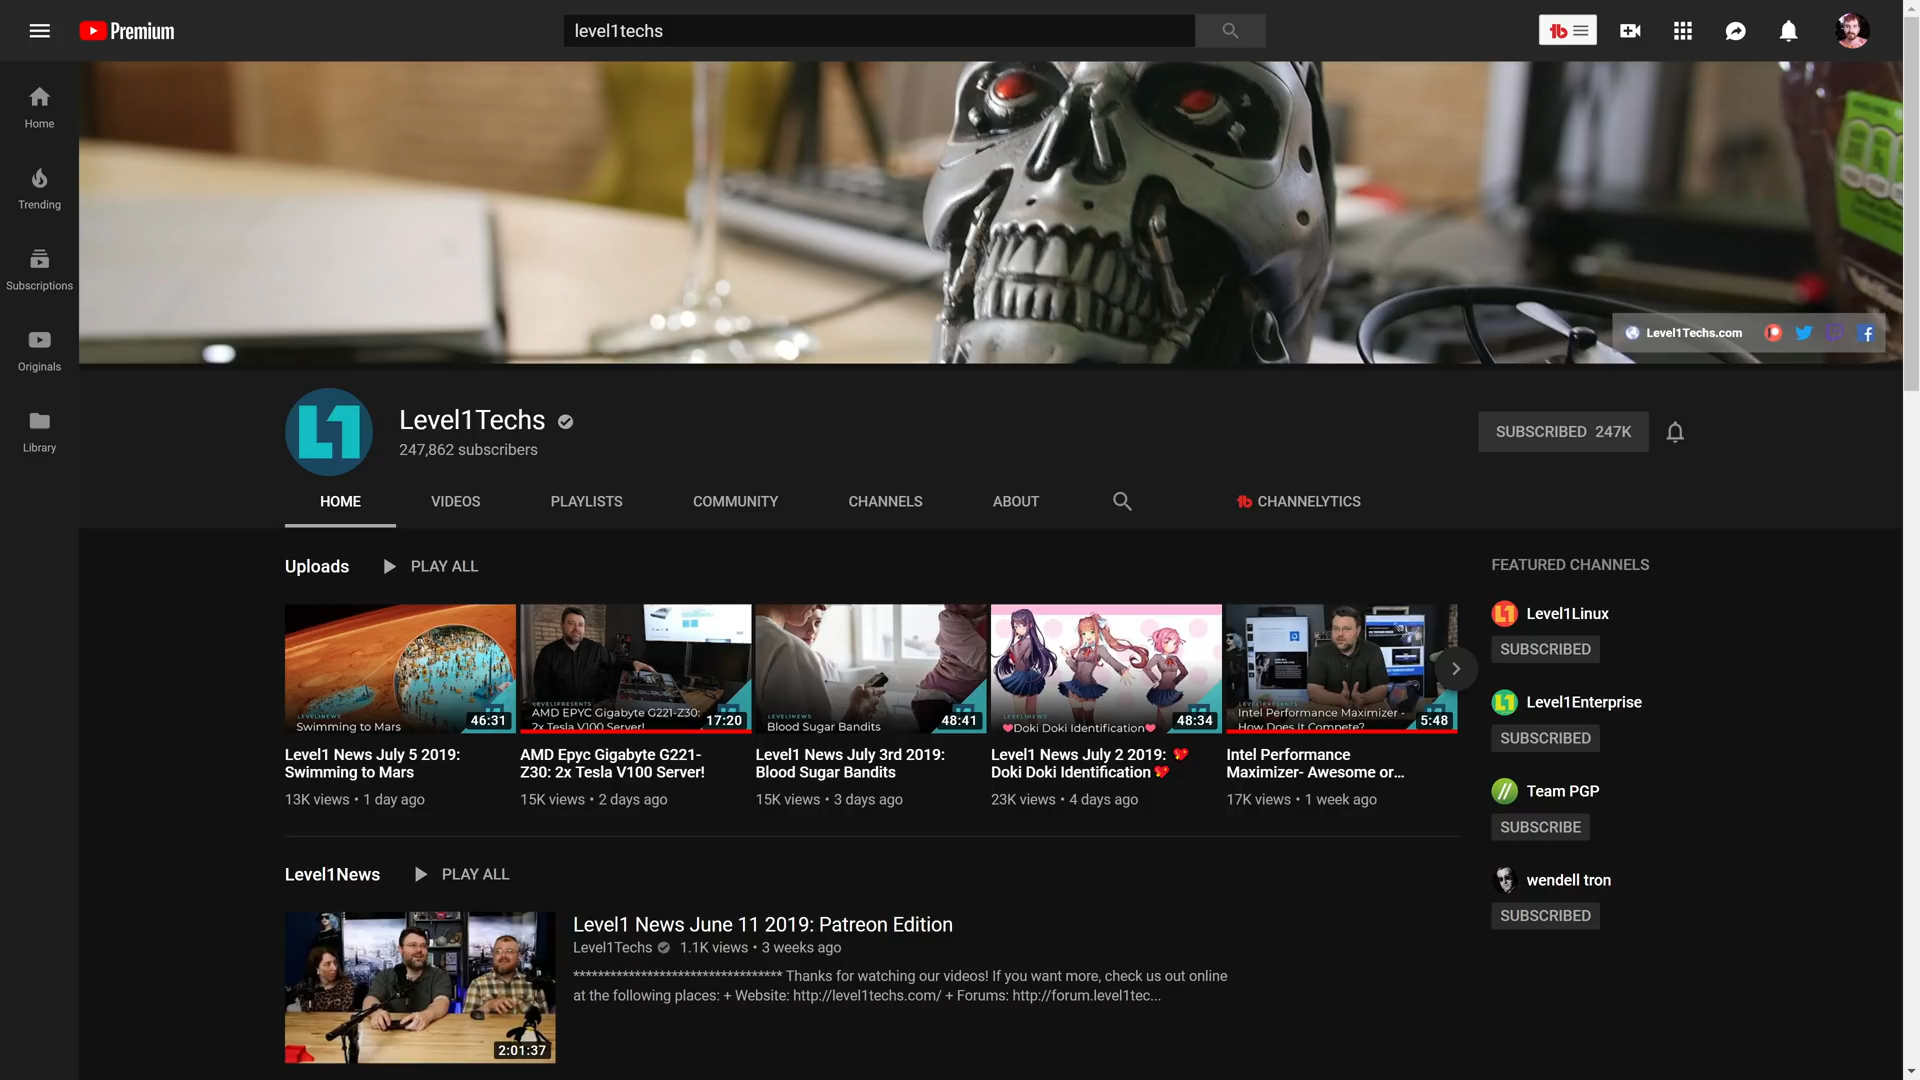 Premium
level1techs
Home
Trending
Subscriptions
Originals
Library
Level1Techs.com
Level1Techs
247,862 subscribers
SUBSCRIBED 247K
HOME
VIDEOS
PLAYLISTS
COMMUNITY
CHANNELS
ABOUT
CHANNELYTICS
Uploads
PLAY ALL
LEVEL1NEWS
Swimming to Mars
46:31
Level1 News July 5 2019:
Swimming to Mars
13K views • 1 day ago
LEVEL1PRESENTS
AMD EPYC Gigabyte G221-Z30:
2x Tesla V100 Server!
17:20
AMD Epyc Gigabyte G221-
Z30: 2x Tesla V100 Server!
15K views • 2 days ago
LEVEL1NEWS
Blood Sugar Bandits
48:41
Level1 News July 3rd 2019:
Blood Sugar Bandits
15K views • 3 days ago
LEVEL1NEWS
Doki Doki Identification
48:34
Level1 News July 2 2019: 💖
Doki Doki Identification💖
23K views • 4 days ago
LEVEL1PRESENTS
Intel Performance Maximizer -
How Does It Compete?
5:48
Intel Performance
Maximizer- Awesome or...
17K views • 1 week ago
FEATURED CHANNELS
Level1Linux
SUBSCRIBED
Level1Enterprise
SUBSCRIBED
Team PGP
SUBSCRIBE
wendell tron
SUBSCRIBED
Level1News
PLAY ALL
2:01:37
Level1 News June 11 2019: Patreon Edition
Level1Techs 1.1K views • 3 weeks ago
********************************** Thanks for watching our videos! If you want more, check us out online
at the following places: + Website: http://level1techs.com/ + Forums: http://forum.level1tec...